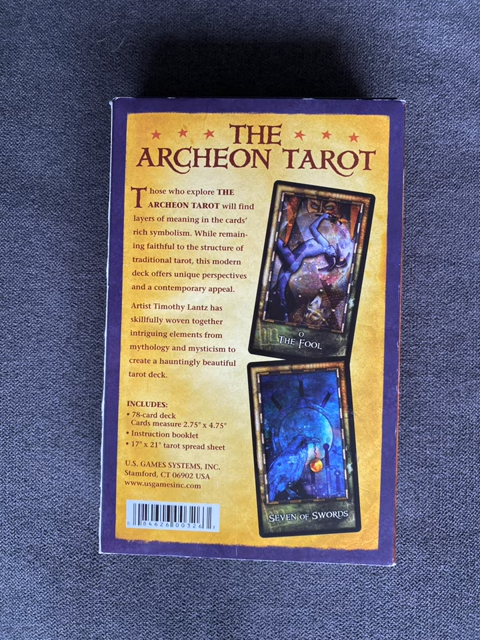 THE
ARCHEON TAROT
Those who explore THE
ARCHEON TAROT will find
layers of meaning in the cards'
rich symbolism. While remain-
ing faithful to the structure of
traditional tarot, this modern
deck offers unique perspectives
and a contemporary appeal.
Artist Timothy Lantz has
skillfully woven together
intriguing elements from
mythology and mysticism to
create a hauntingly beautiful
tarot deck.
INCLUDES:
• 78-card deck
Cards measure 2.75" x 4.75"
• Instruction booklet
• 17" x 21" tarot spread sheet
U.S. GAMES SYSTEMS, INC.
Stamford, CT 06902 USA
www.usgamesinc.com
0
THE FOOL
SEVEN OF SWORDS